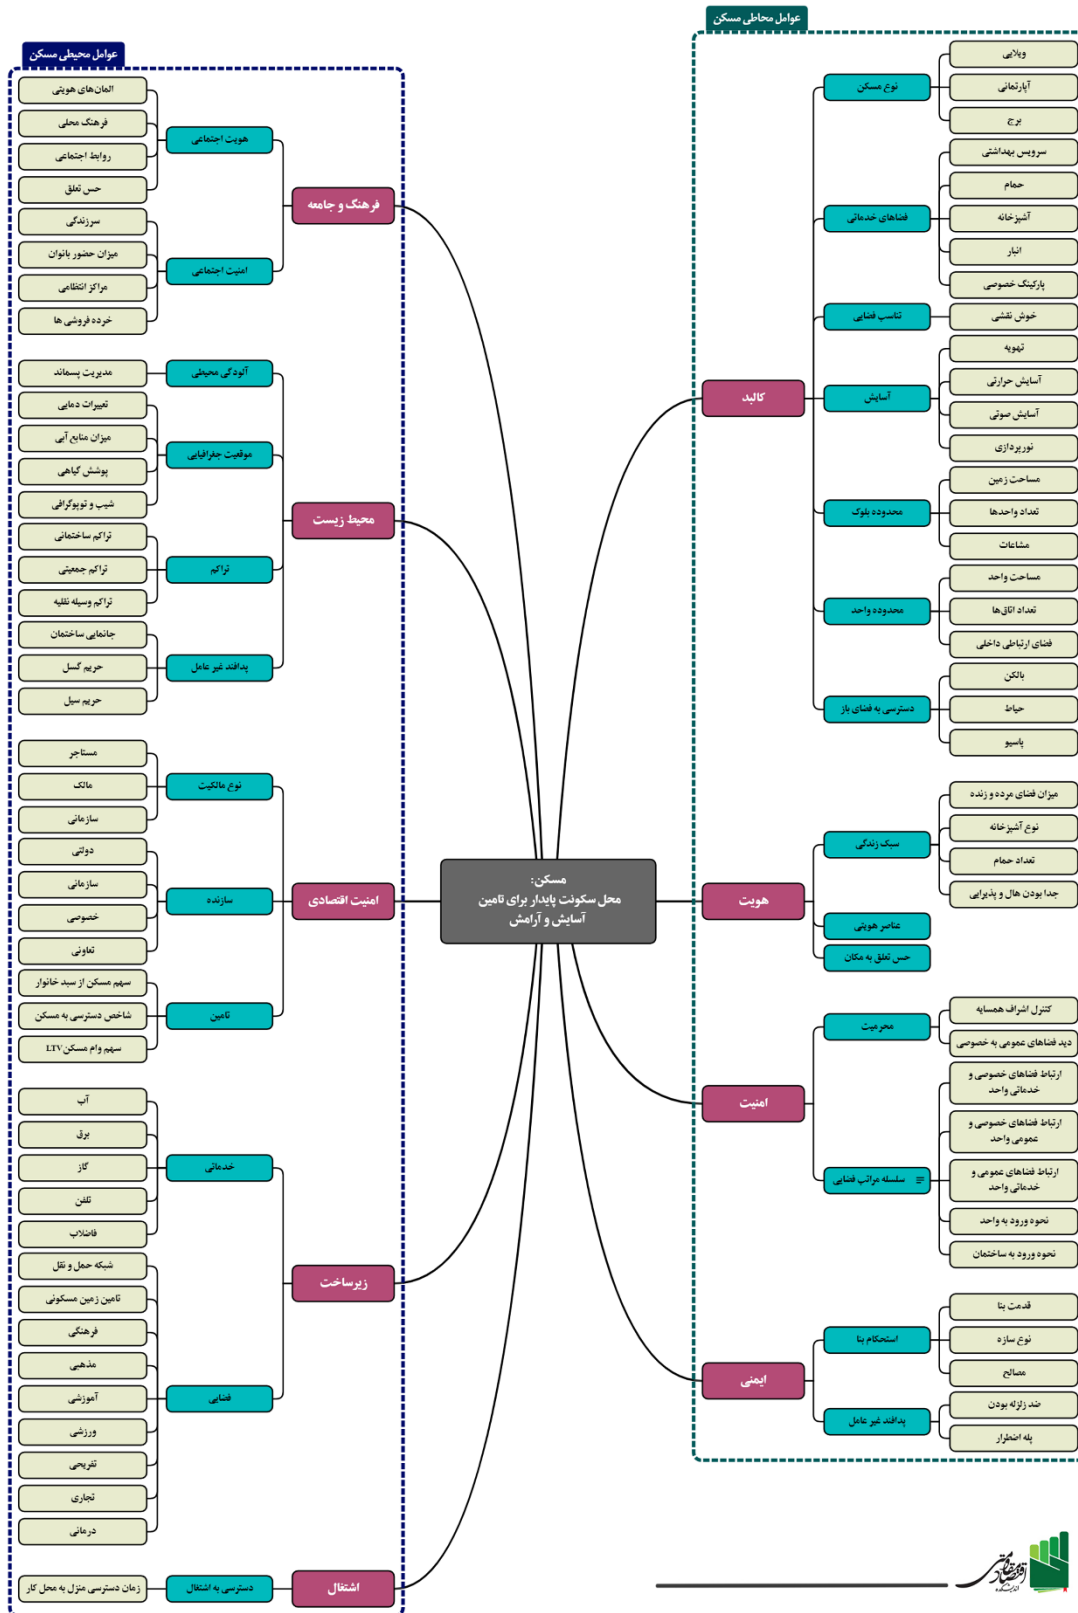 عوامل محاطی مسکن
کالبد
نوع مسکن
ویلایی
آپارتمانی
برج
فضاهای خدماتی
سرویس بهداشتی
حمام
آشپزخانه
انبار
پارکینگ خصوصی
تناسب فضایی
خوش نقشی
آسایش
تهویه
آسایش حرارتی
آسایش صوتی
نورپردازی
محدوده بلوک
مساحت زمین
تعداد واحدها
مشاعات
محدوده واحد
مساحت واحد
تعداد اتاق‌ها
فضای ارتباطی داخلی
دسترسی به فضای باز
بالکن
حیاط
پاسیو
هویت
سبک زندگی
میزان فضای مرده و زنده
نوع آشپزخانه
تعداد حمام
جدا بودن هال و پذیرایی
عناصر هویتی
حس تعلق به مکان
امنیت
محرمیت
کنترل اشراف همسایه
دید فضاهای عمومی به خصوصی
سلسله مراتب فضایی
ارتباط فضاهای خصوصی و
خدماتی واحد
ارتباط فضاهای خصوصی و
عمومی واحد
ارتباط فضاهای عمومی و
خدماتی واحد
نحوه ورود به واحد
نحوه ورود به ساختمان
ایمنی
استحکام بنا
قدمت بنا
نوع سازه
مصالح
پدافند غیر عامل
ضد زلزله بودن
پله اضطرار
مسکن:
محل سکونت پایدار برای تامین
آسایش و آرامش
عوامل محیطی مسکن
فرهنگ و جامعه
هویت اجتماعی
المان‌های هویتی
فرهنگ محلی
روابط اجتماعی
حس تعلق
امنیت اجتماعی
سرزندگی
میزان حضور بانوان
مراکز انتظامی
خرده فروشی ها
محیط زیست
آلودگی محیطی
مدیریت پسماند
موقعیت جغرافیایی
تعییرات دمایی
میزان منابع آبی
پوشش گیاهی
شیب و توپوگرافی
تراکم
تراکم ساختمانی
تراکم جمعیتی
تراکم وسیله نقلیه
پدافند غیر عامل
جانمایی ساختمان
حریم گسل
حریم سیل
امنیت اقتصادی
نوع مالکیت
مستاجر
مالک
سازمانی
سازنده
دولتی
سازمانی
خصوصی
تعاونی
تامین
سهم مسکن از سبد خانوار
شاخص دسترسی به مسکن
سهم وام مسکن LTV
زیرساخت
خدماتی
آب
برق
گاز
تلفن
فاضلاب
فضایی
شبکه حمل و نقل
تامین زمین مسکونی
فرهنگی
مذهبی
آموزشی
ورزشی
تفریحی
تجاری
درمانی
اشتغال
دسترسی به اشتغال
زمان دسترسی منزل به محل کار
اندیشکده
اقتصاد مقاومتی